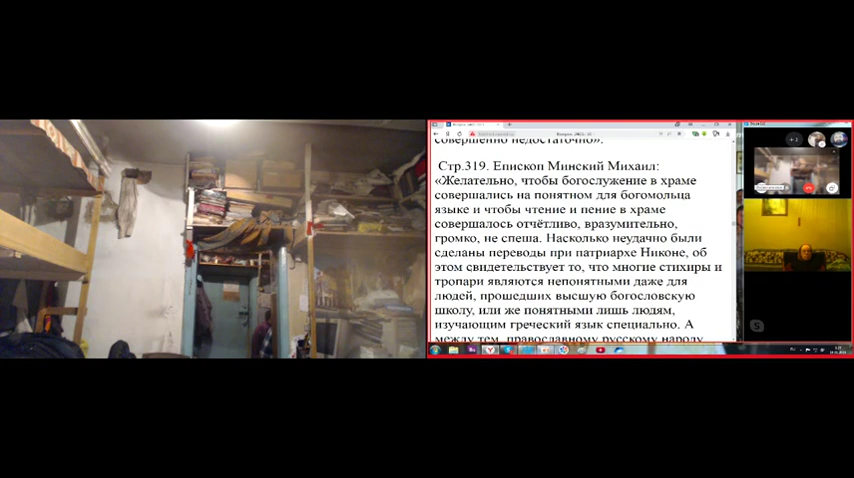 совершенно недостаточно».
Стр.319. Епископ Минский Михаил:
«Желательно, чтобы богослужение в храме
совершались на понятном для богомольца
языке и чтобы чтение и пение в храме
совершалось отчётливо, вразумительно,
громко, не спеша. Насколько неудачно были
сделаны переводы при патриархе Никоне, об
этом свидетельствует то, что многие стихиры и
тропари являются непонятными даже для
людей, прошедших высшую богословскую
школу, или же понятными лишь людям,
изучающим греческий язык специально. А
между тем, православному русскому народу